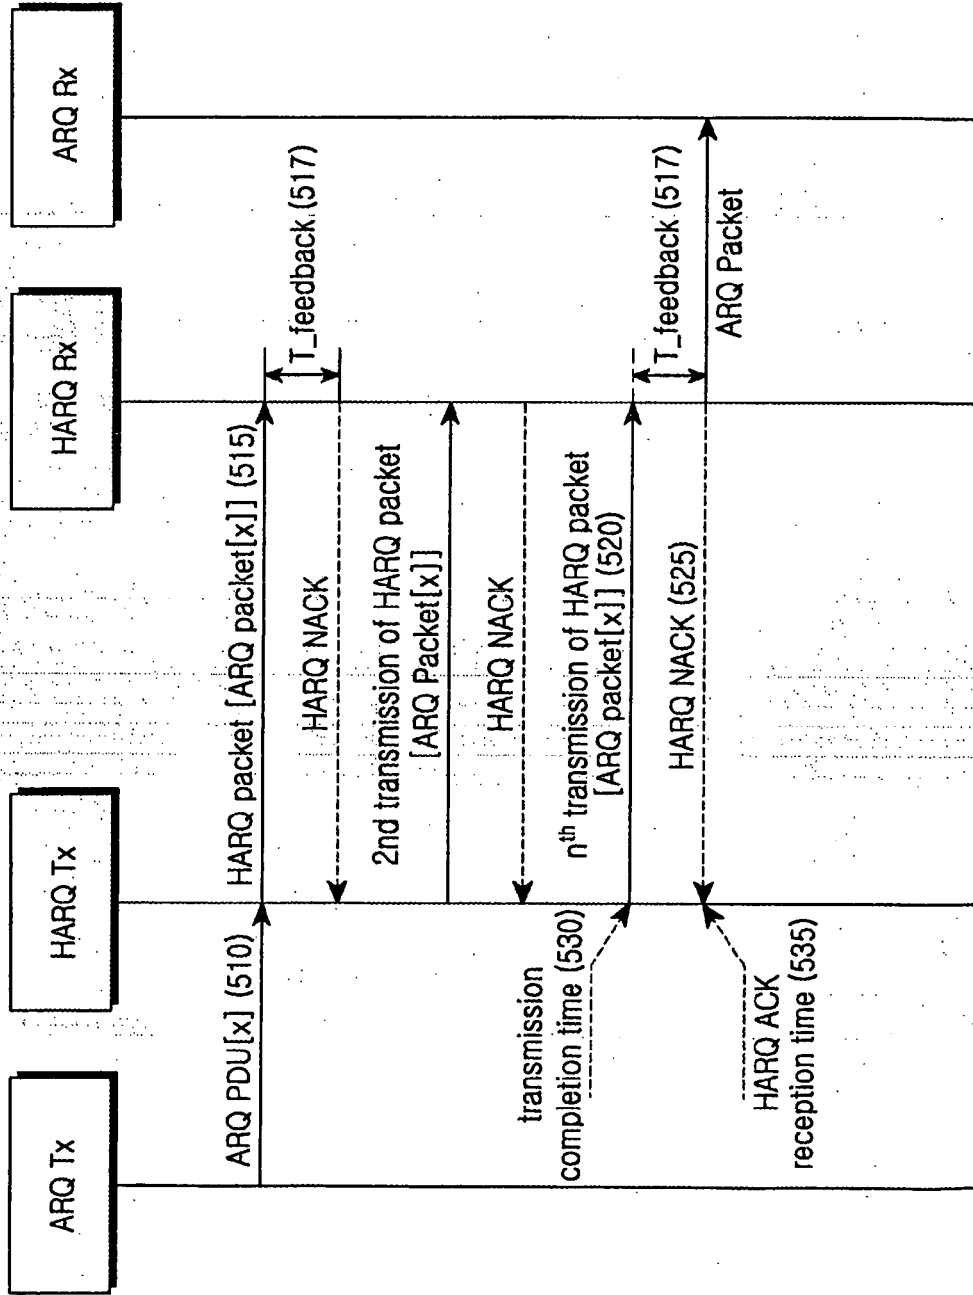 ARQ Tx
HARQ Tx
HARQ Rx
ARQ Rx
ARQ PDU[x] (510)
HARQ packet [ARQ packet[x]] (515)
T_feedback (517)
HARQ NACK
2nd transmission of HARQ packet
[ARQ Packet[x]]
HARQ NACK
nth transmission of HARQ packet
[ARQ packet[x]] (520)
transmission
completion time (530)
T_feedback (517)
HARQ NACK (525)
ARQ Packet
HARQ ACK
reception time (535)